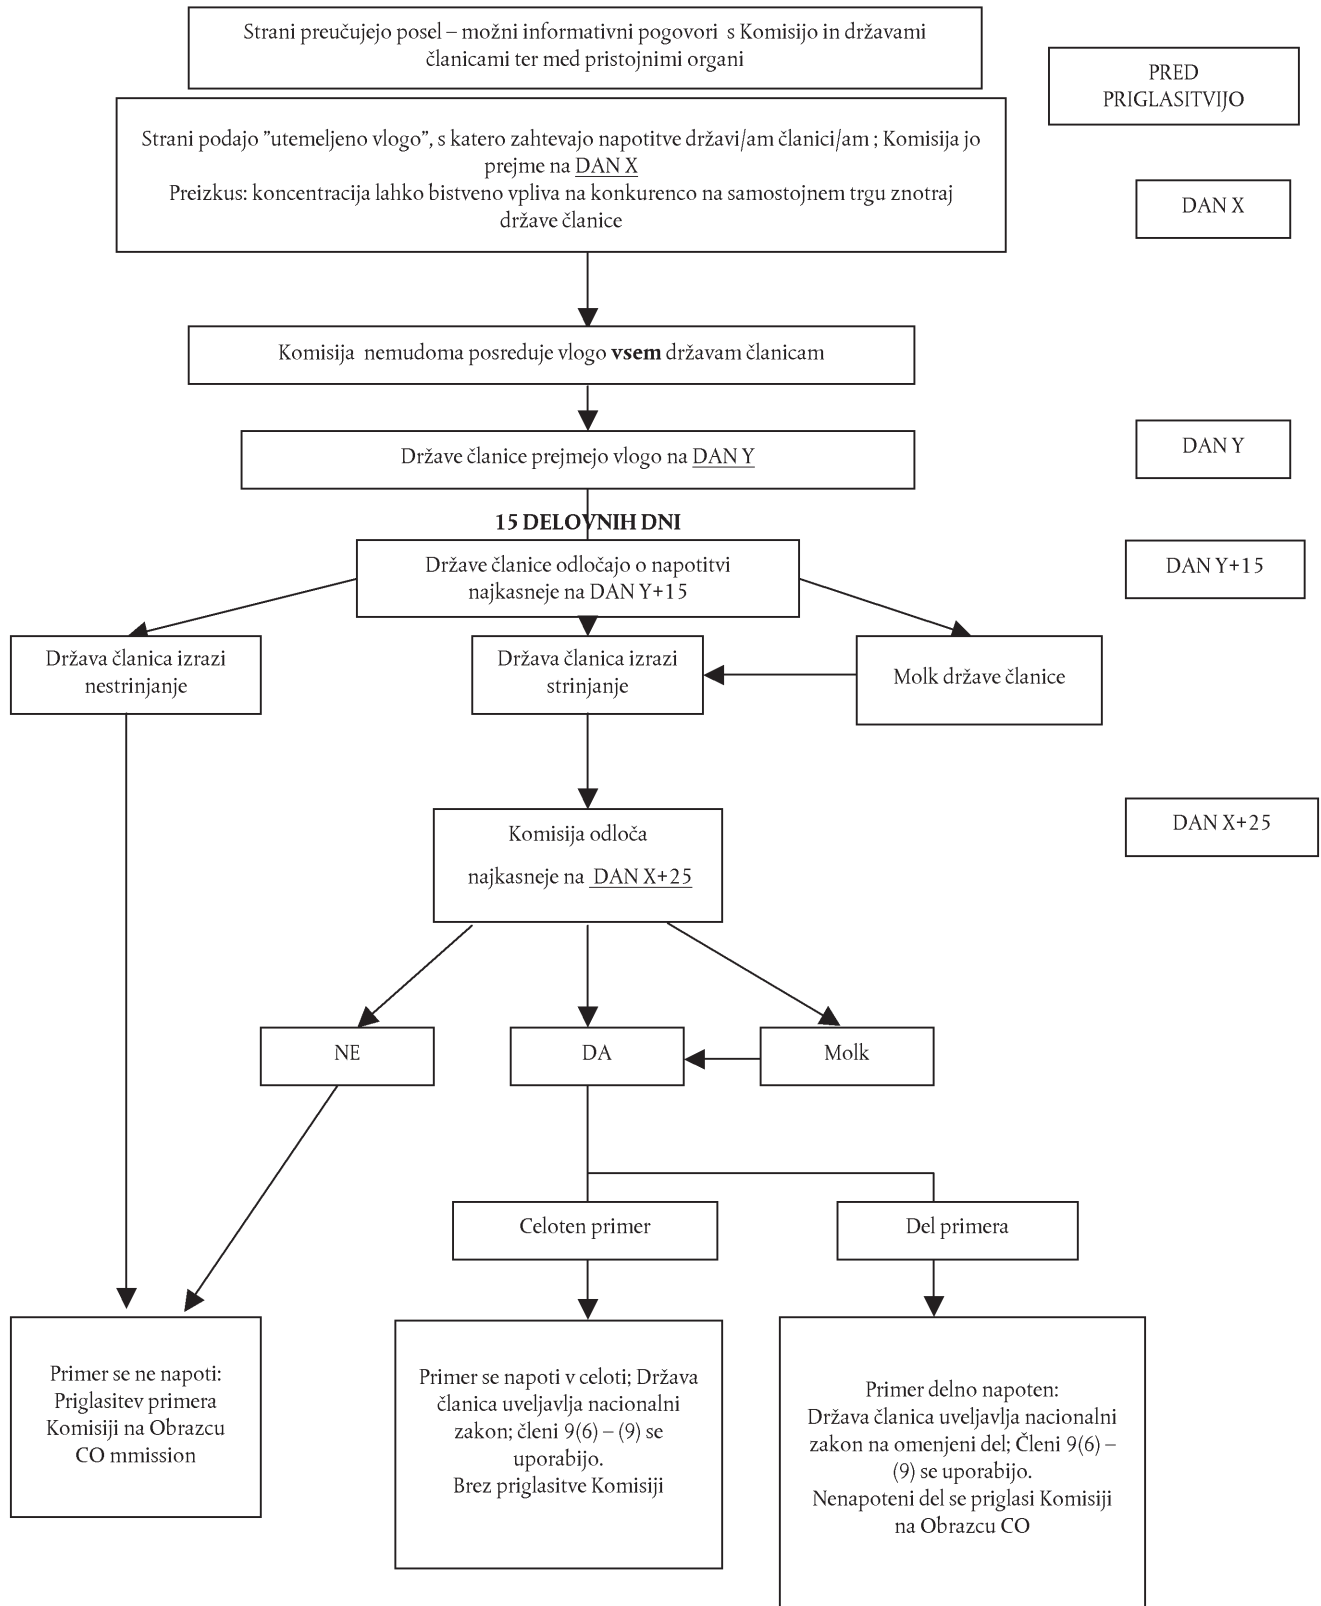 Strani preučujejo posel – možni informativni pogovori s Komisijo in državami
članicami ter med pristojnimi organi
PRED
PRIGLASITVIJO
Strani podajo ”utemeljeno vlogo”, s katero zahtevajo napotitve državi/am članici/am ; Komisija jo
prejme na DAN X
Preizkus: koncentracija lahko bistveno vpliva na konkurenco na samostojnem trgu znotraj
države članice
DAN X
Komisija nemudoma posreduje vlogo vsem državam članicam
Države članice prejmejo vlogo na DAN Y
DAN Y
15 DELOVNIH DNI
Države članice odločajo o napotitvi
najkasneje na DAN Y+15
DAN Y+15
Država članica izrazi
nestrinjanje
Država članica izrazi
strinjanje
Molk države članice
Komisija odloča
najkasneje na DAN X+25
DAN X+25
NE
DA
Molk
Celoten primer
Del primera
Primer se ne napoti:
Priglasitev primera
Komisiji na Obrazcu
CO mmission
Primer se napoti v celoti; Država
članica uveljavlja nacionalni
zakon; členi 9(6) – (9) se
uporabijo.
Brez priglasitve Komisiji
Primer delno napoten:
Država članica uveljavlja nacionalni
zakon na omenjeni del; Členi 9(6) –
(9) se uporabijo.
Nenapoteni del se priglasi Komisiji
na Obrazcu CO